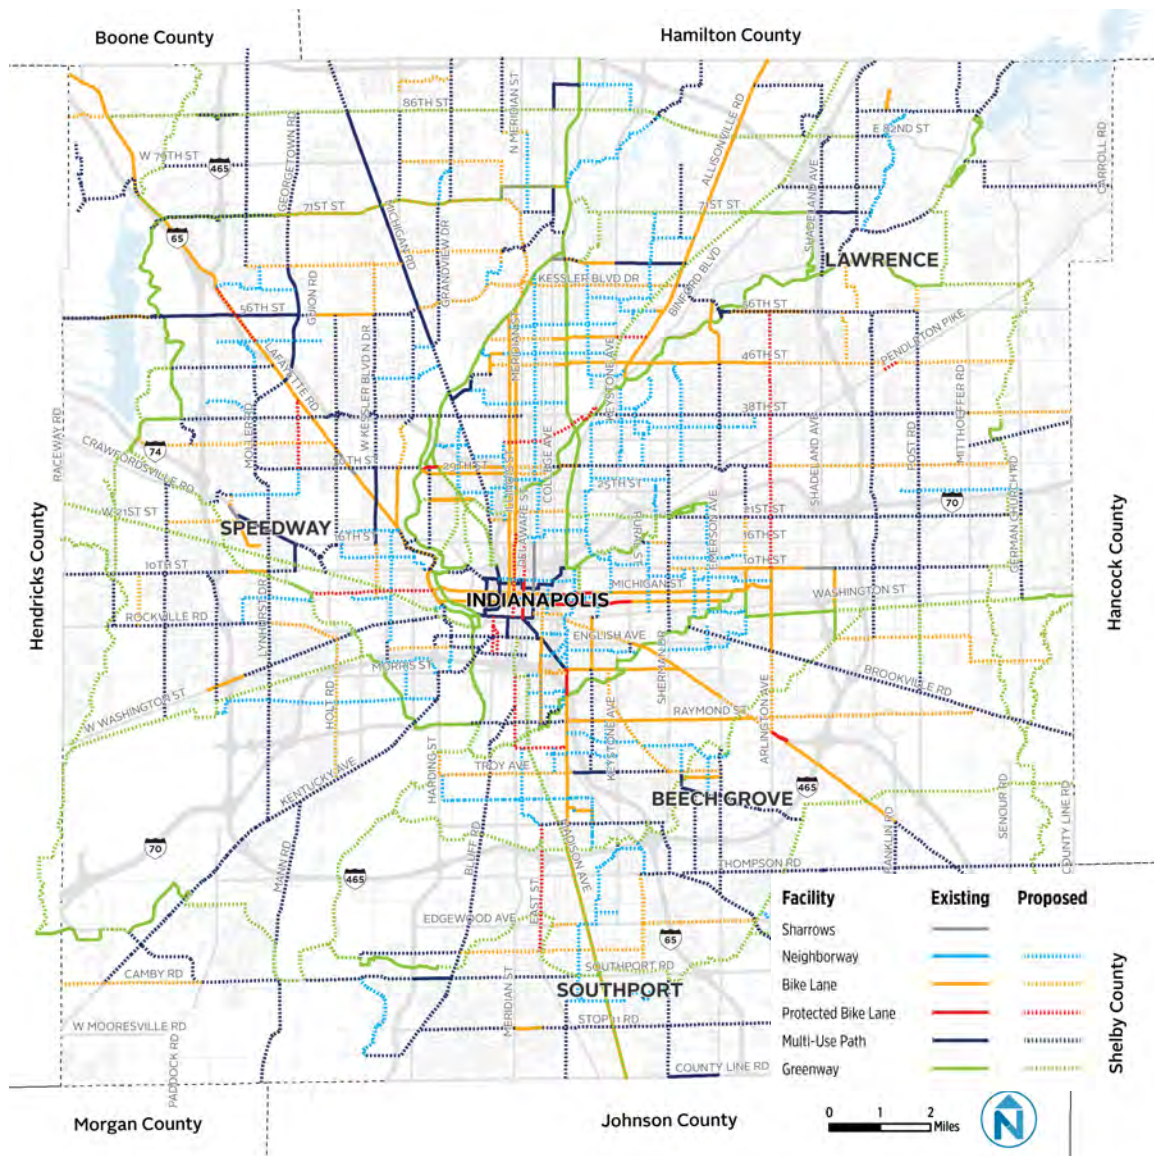 Boone County
Hamilton County
N MERIDIAN ST
86TH ST
ALLISONVILLE RD
E 82ND ST
CARROLL RD
W 79TH ST
465
GEORGETOWN RD
71ST ST
MICHIGAN RD
GRANDVIEW DR
71ST ST
SHADELAND AVE
65
LAWRENCE
BINFORD BLVD
KESSLER BLVD DR
GUION RD
56TH ST
56TH ST
PENDLETON PIKE
LAFAYETTE RD
W KESSLER BLVD N DR
MERIDIAN ST
KEYSTONE AVE
46TH ST
MITTHOEFFER RD
38TH ST
RACEWAY RD
MOLLER RD
74
CRAWFORDSVILLE RD
COLLEGE AVE
SHADELAND AVE
POST RD
29TH ST
25TH ST
GERMAN CHURCH RD
70
W 21ST ST
ILLINOIS ST
DELAWARE ST
RURAL ST
EMERSON AVE
21ST ST
SPEEDWAY
16TH ST
16TH ST
10TH ST
10TH ST
Hendricks County
Hancock County
MICHIGAN ST
WASHINGTON ST
INDIANAPOLIS
LYNHURST DR
ROCKVILLE RD
ENGLISH AVE
MORRIS ST
SHERMAN DR
BROOKVILLE RD
W WASHINGTON ST
HOLT RD
KEYSTONE AVE
RAYMOND ST
ARLINGTON AVE
HARDING ST
TROY AVE
KENTUCKY AVE
465
BEECH GROVE
SENOUR RD
COUNTY LINE RD
FRANKLIN RD
70
MANN RD
BLUFF RD
MADISON AVE
THOMPSON RD
465
EAST ST
EDGEWOOD AVE
65
SOUTHPORT RD
CAMBY RD
SOUTHPORT
W MOORESVILLE RD
MERIDIAN ST
STOP 11 RD
PADDOCK RD
COUNTY LINE RD
Facility Existing Proposed
Sharrows
Neighborway
Bike Lane
Protected Bike Lane
Multi-Use Path
Greenway
Shelby County
Morgan County
Johnson County
0 1 2
Miles
N